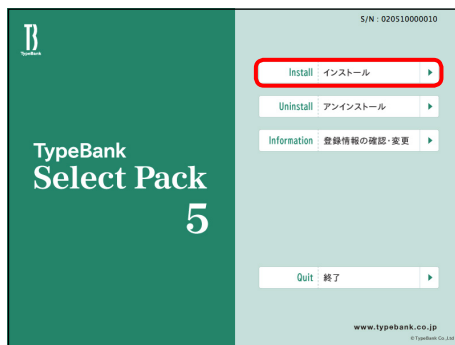 TB
TypeBank
TypeBank
Select Pack
5
S/N : 020510000010
Install インストール
Uninstall アンインストール
Information 登録情報の確認・変更
Quit 終了
www.typebank.co.jp
© TypeBank Co.,Ltd